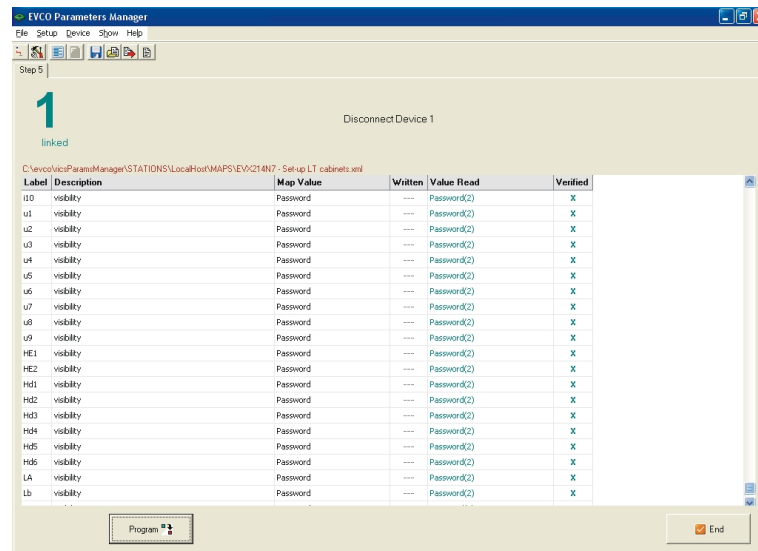 EVCO Parameters Manager
File Setup Device Show Help
Step 5
1
linked
Disconnect Device 1
C:\evco\sicsParamsManager\STATIONS\LocalHost\MAPS\EVX214N7 - Set-up LT cabinets.xml
Label Description Map Value Written Value Read Verified
i10 visibility Password --- Password(2) X
u1 visibility Password --- Password(2) X
u2 visibility Password --- Password(2) X
u3 visibility Password --- Password(2) X
u4 visibility Password --- Password(2) X
u5 visibility Password --- Password(2) X
u6 visibility Password --- Password(2) X
u7 visibility Password --- Password(2) X
u8 visibility Password --- Password(2) X
u9 visibility Password --- Password(2) X
HE1 visibility Password --- Password(2) X
HE2 visibility Password --- Password(2) X
Hd1 visibility Password --- Password(2) X
Hd2 visibility Password --- Password(2) X
Hd3 visibility Password --- Password(2) X
Hd4 visibility Password --- Password(2) X
Hd5 visibility Password --- Password(2) X
Hd6 visibility Password --- Password(2) X
LA visibility Password --- Password(2) X
Lb visibility Password --- Password(2) X
Program
End